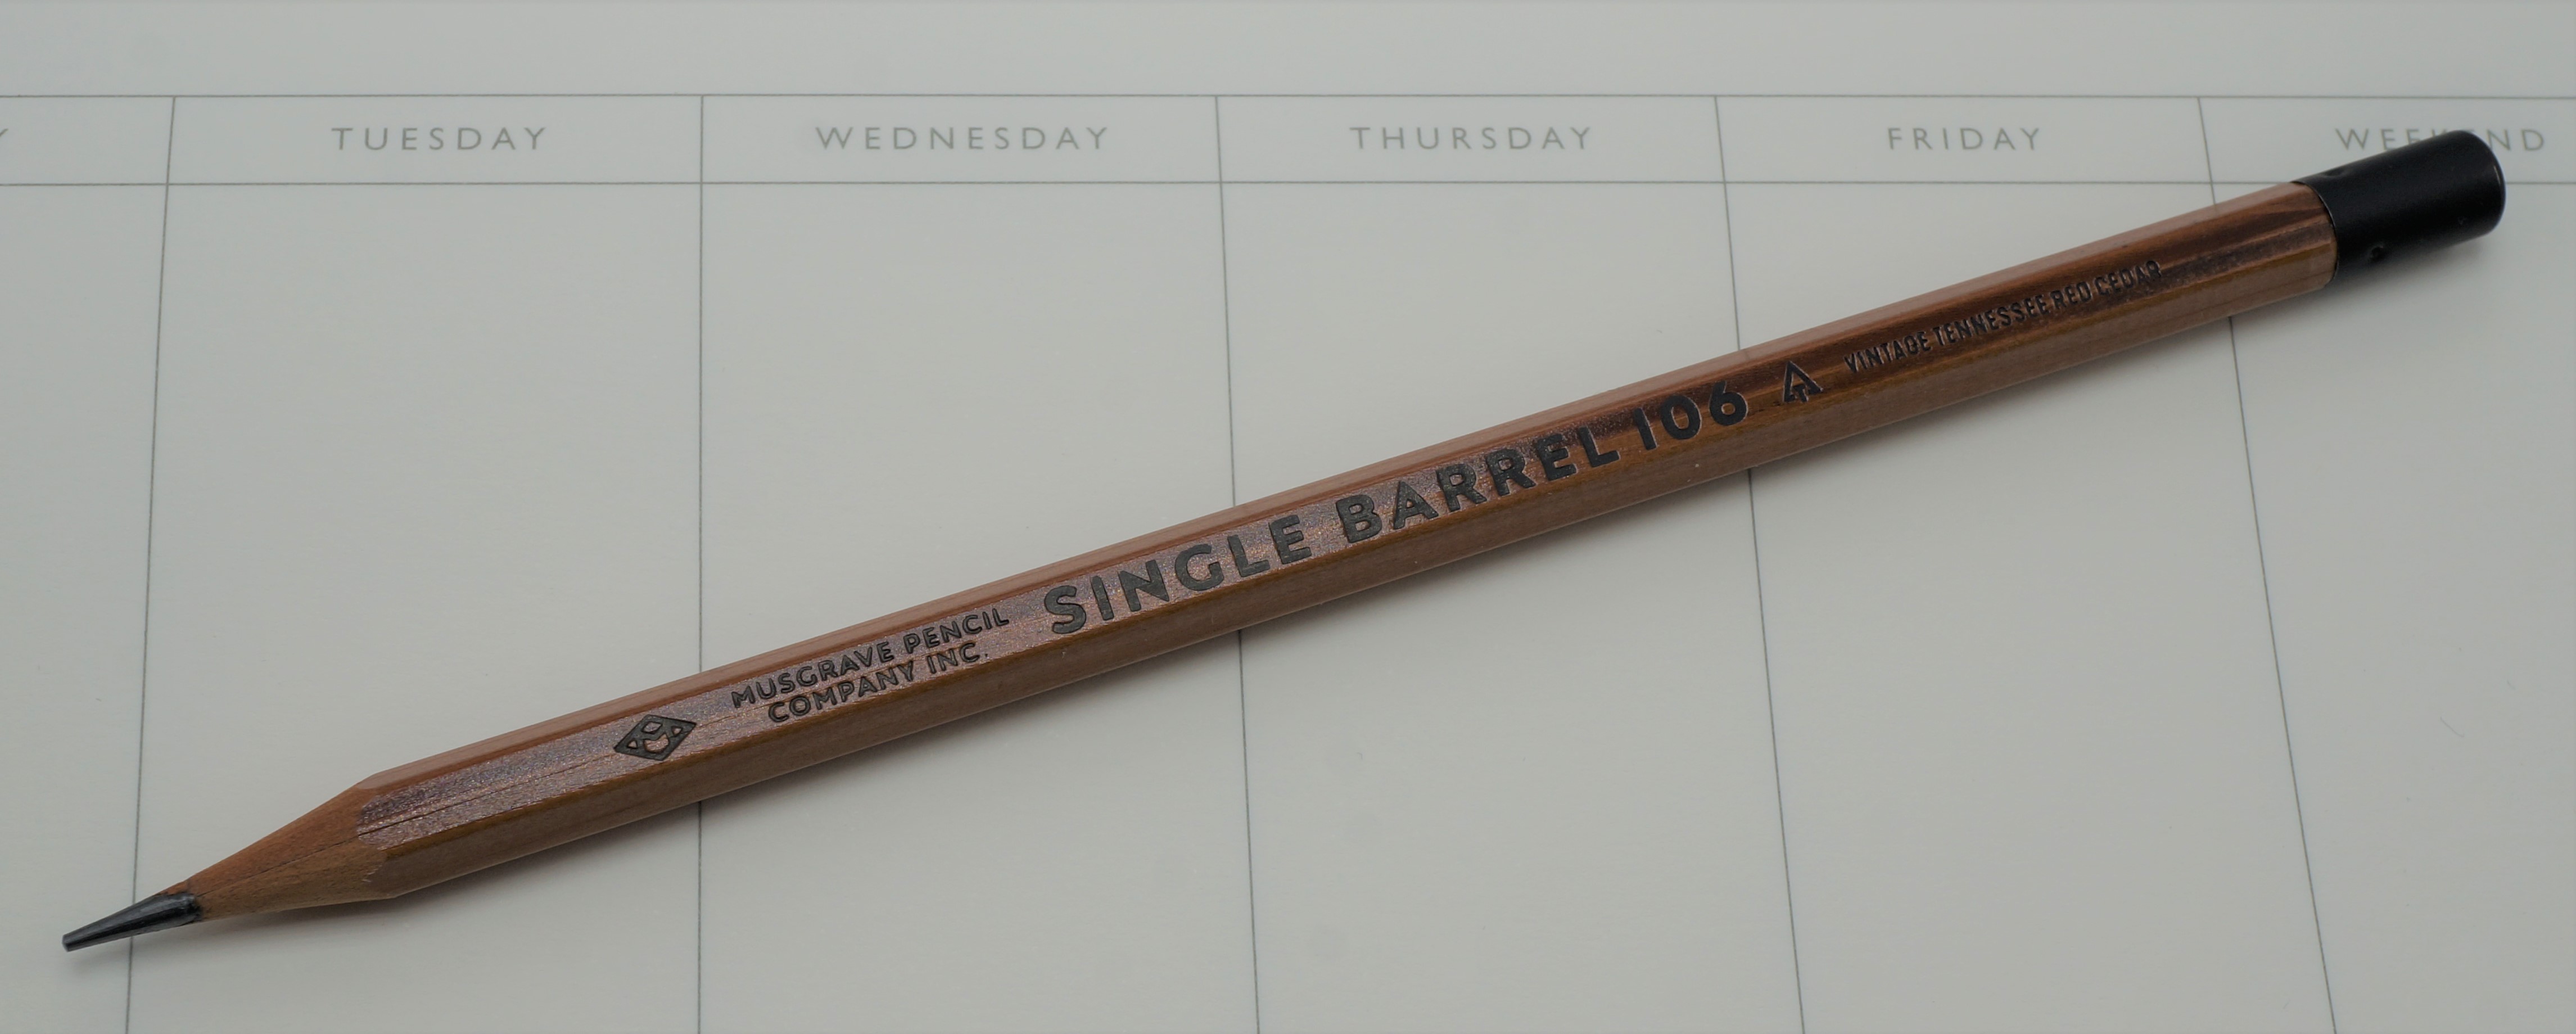 TUESDAY WEDNESDAY THURSDAY FRIDAY
MUSGRAVE PENCIL
COMPANY INC.
SINGLE BARREL 106
VINTAGE TENNESSEE RED CEDAR